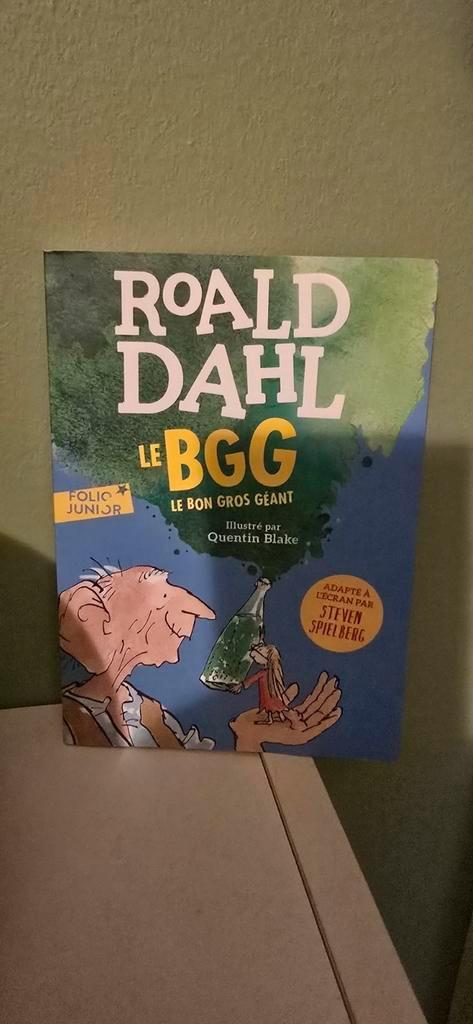 ROALD
DAHL
LE BGG
LE BON GROS GÉANT
FOLIO
JUNIOR
Illustré par
Quentin Blake
ADAPTÉ À
L'ÉCRAN PAR
STEVEN
SPIELBERG